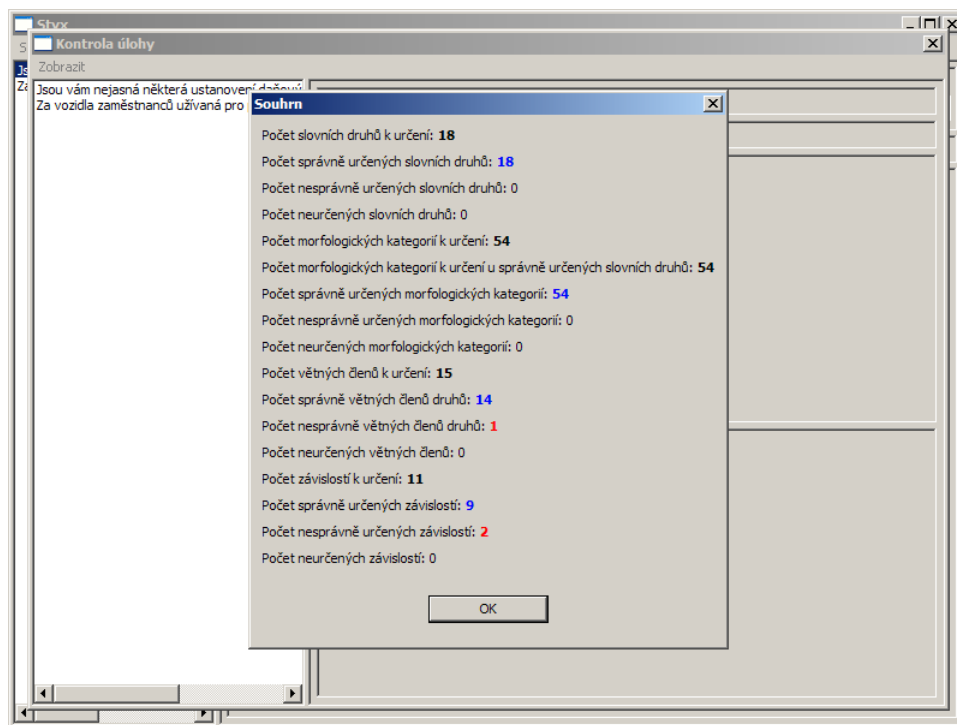 Styx
Kontrola úlohy
S
Zobrazit
Jsou vám nejasná některá ustanovení daňový
Za vozidla zaměstnanců užívaná pro
Js
Za
Souhrn
Počet slovních druhů k určení: 18
Počet správně určených slovních druhů: 18
Počet nesprávně určených slovních druhů: 0
Počet neurčených slovních druhů: 0
Počet morfologických kategorií k určení: 54
Počet morfologických kategorií k určení u správně určených slovních druhů: 54
Počet správně určených morfologických kategorií: 54
Počet nesprávně určených morfologických kategorií: 0
Počet neurčených morfologických kategorií: 0
Počet větných členů k určení: 15
Počet správně větných členů druhů: 14
Počet nesprávně větných členů druhů: 1
Počet neurčených větných členů: 0
Počet závislostí k určení: 11
Počet správně určených závislostí: 9
Počet nesprávně určených závislostí: 2
Počet neurčených závislostí: 0
OK